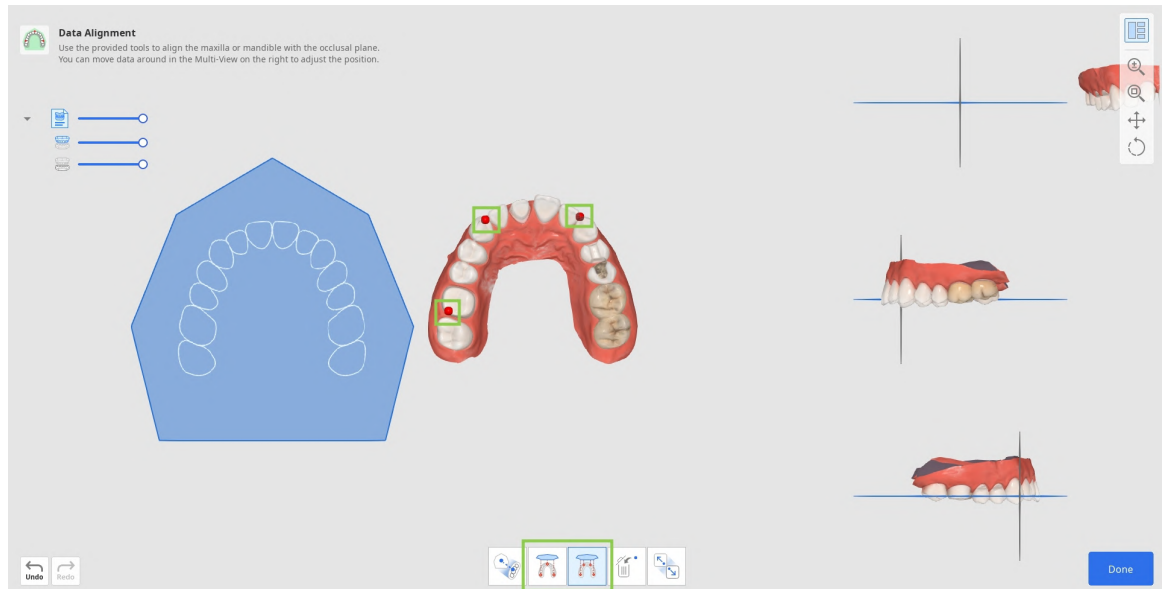 Data Alignment
Use the provided tools to align the maxilla or mandible with the occlusal plane.
You can move data around in the Multi-View on the right to adjust the position.
Undo
Redo
Done